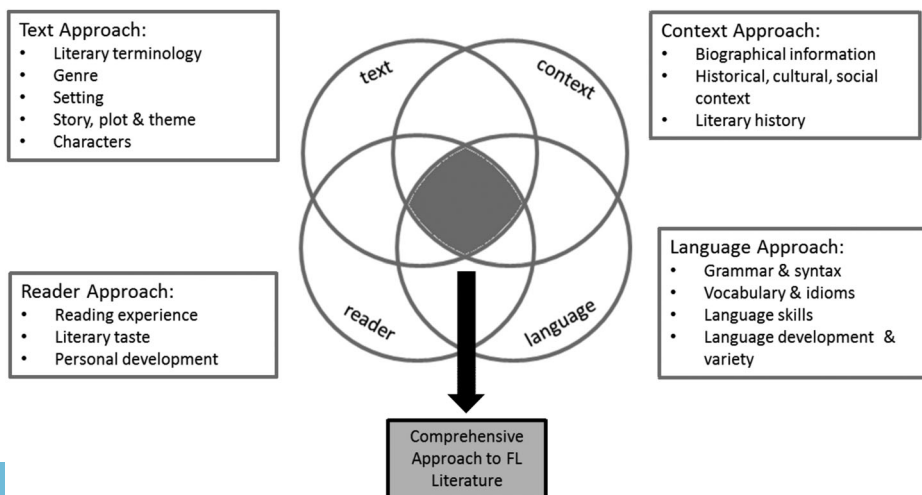 Text Approach:
• Literary terminology
• Genre
• Setting
• Story, plot & theme
• Characters
text
context
Context Approach:
• Biographical information
• Historical, cultural, social
context
• Literary history
Reader Approach:
• Reading experience
• Literary taste
• Personal development
reader
language
Language Approach:
• Grammar & syntax
• Vocabulary & idioms
• Language skills
• Language development &
variety
Comprehensive
Approach to FL
Literature